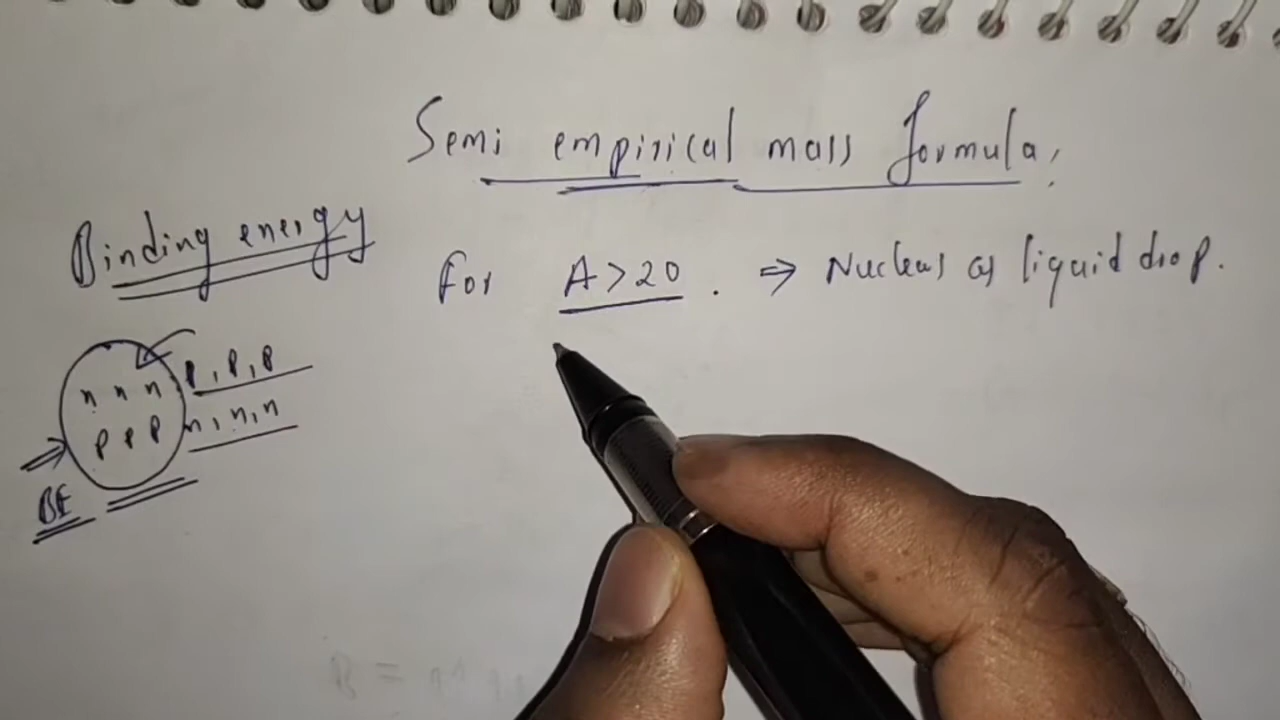 Semi empirical mass formula,
Binding energy
For A > 20 . ⇒ Nucleus as liquid drop.
n n n p, p, p
p p p n, n, n
BE